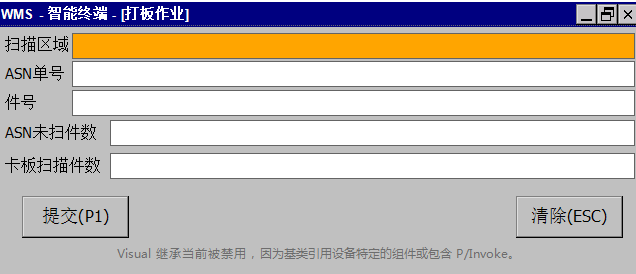 WMS - 智能终端 - [打板作业]
扫描区域
ASN单号
件号
ASN未扫件数
卡板扫描件数
提交(P1) 清除(ESC)
Visual 继承当前被禁用，因为基类引用设备特定的组件或包含 P/Invoke。